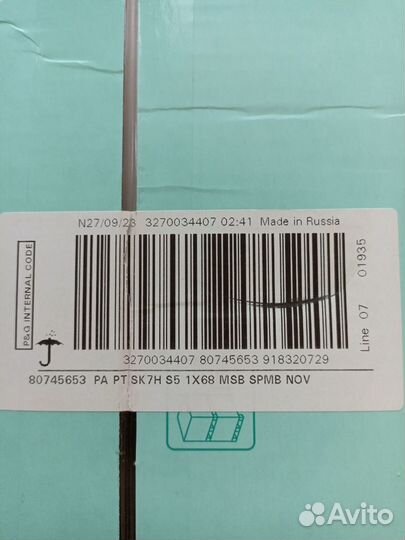 N27/09/23 3270034407 02:41 Made in Russia
P&G INTERNAL CODE
3270034407 80745653 918320729
Line 07 01935
80745653 PA PT SK7H S5 1X68 MSB SPMB NOV
Avito